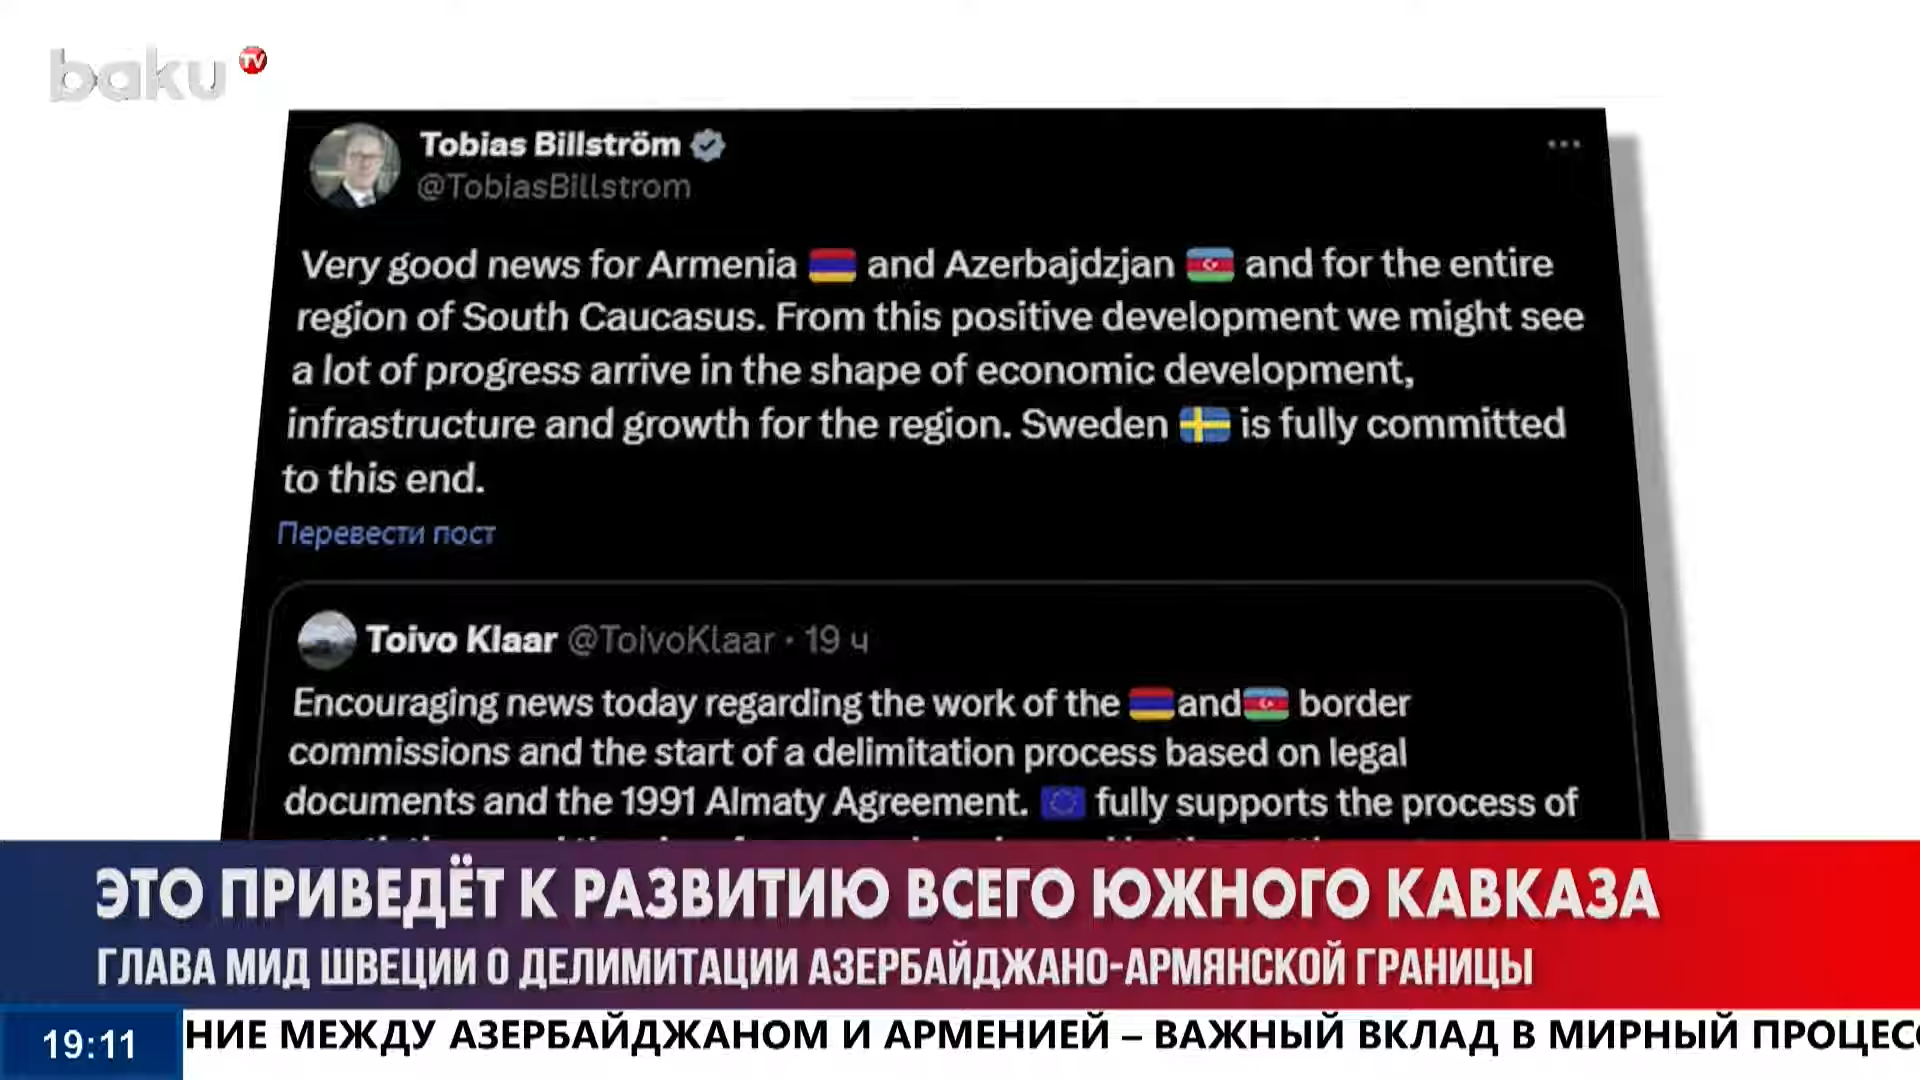 baku TV
Tobias Billström
@TobiasBillstrom
Very good news for Armenia 🇦🇲 and Azerbajdzjan 🇦🇿 and for the entire
region of South Caucasus. From this positive development we might see
a lot of progress arrive in the shape of economic development,
infrastructure and growth for the region. Sweden 🇸🇪 is fully committed
to this end.
Перевести пост
Toivo Klaar @ToivoKlaar · 19 ч
Encouraging news today regarding the work of the 🇦🇲and🇦🇿 border
commissions and the start of a delimitation process based on legal
documents and the 1991 Almaty Agreement. 🇪🇺 fully supports the process of
ЭТО ПРИВЕДЁТ К РАЗВИТИЮ ВСЕГО ЮЖНОГО КАВКАЗА
ГЛАВА МИД ШВЕЦИИ О ДЕЛИМИТАЦИИ АЗЕРБАЙДЖАНО-АРМЯНСКОЙ ГРАНИЦЫ
19:11
НИЕ МЕЖДУ АЗЕРБАЙДЖАНОМ И АРМЕНИЕЙ – ВАЖНЫЙ ВКЛАД В МИРНЫЙ ПРОЦЕСС